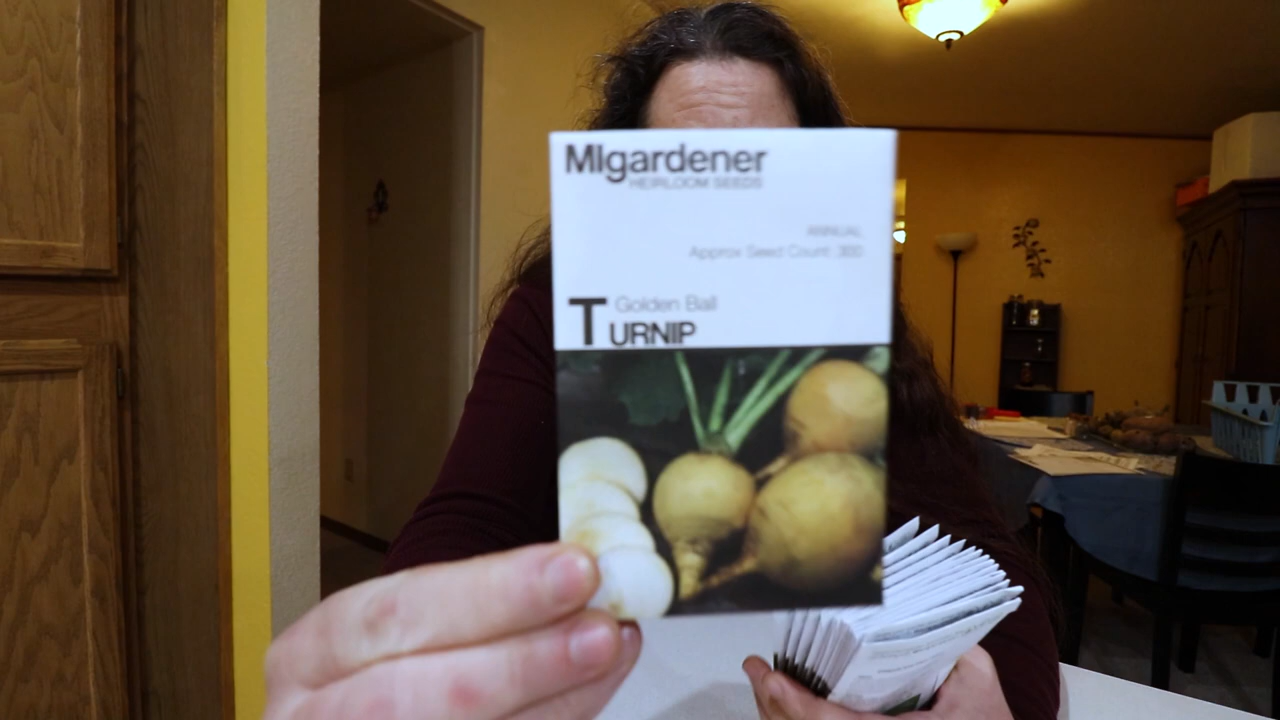 MIgardener
HEIRLOOM SEEDS
ANNUAL
Approx Seed Count: 300
Golden Ball
TURNIP